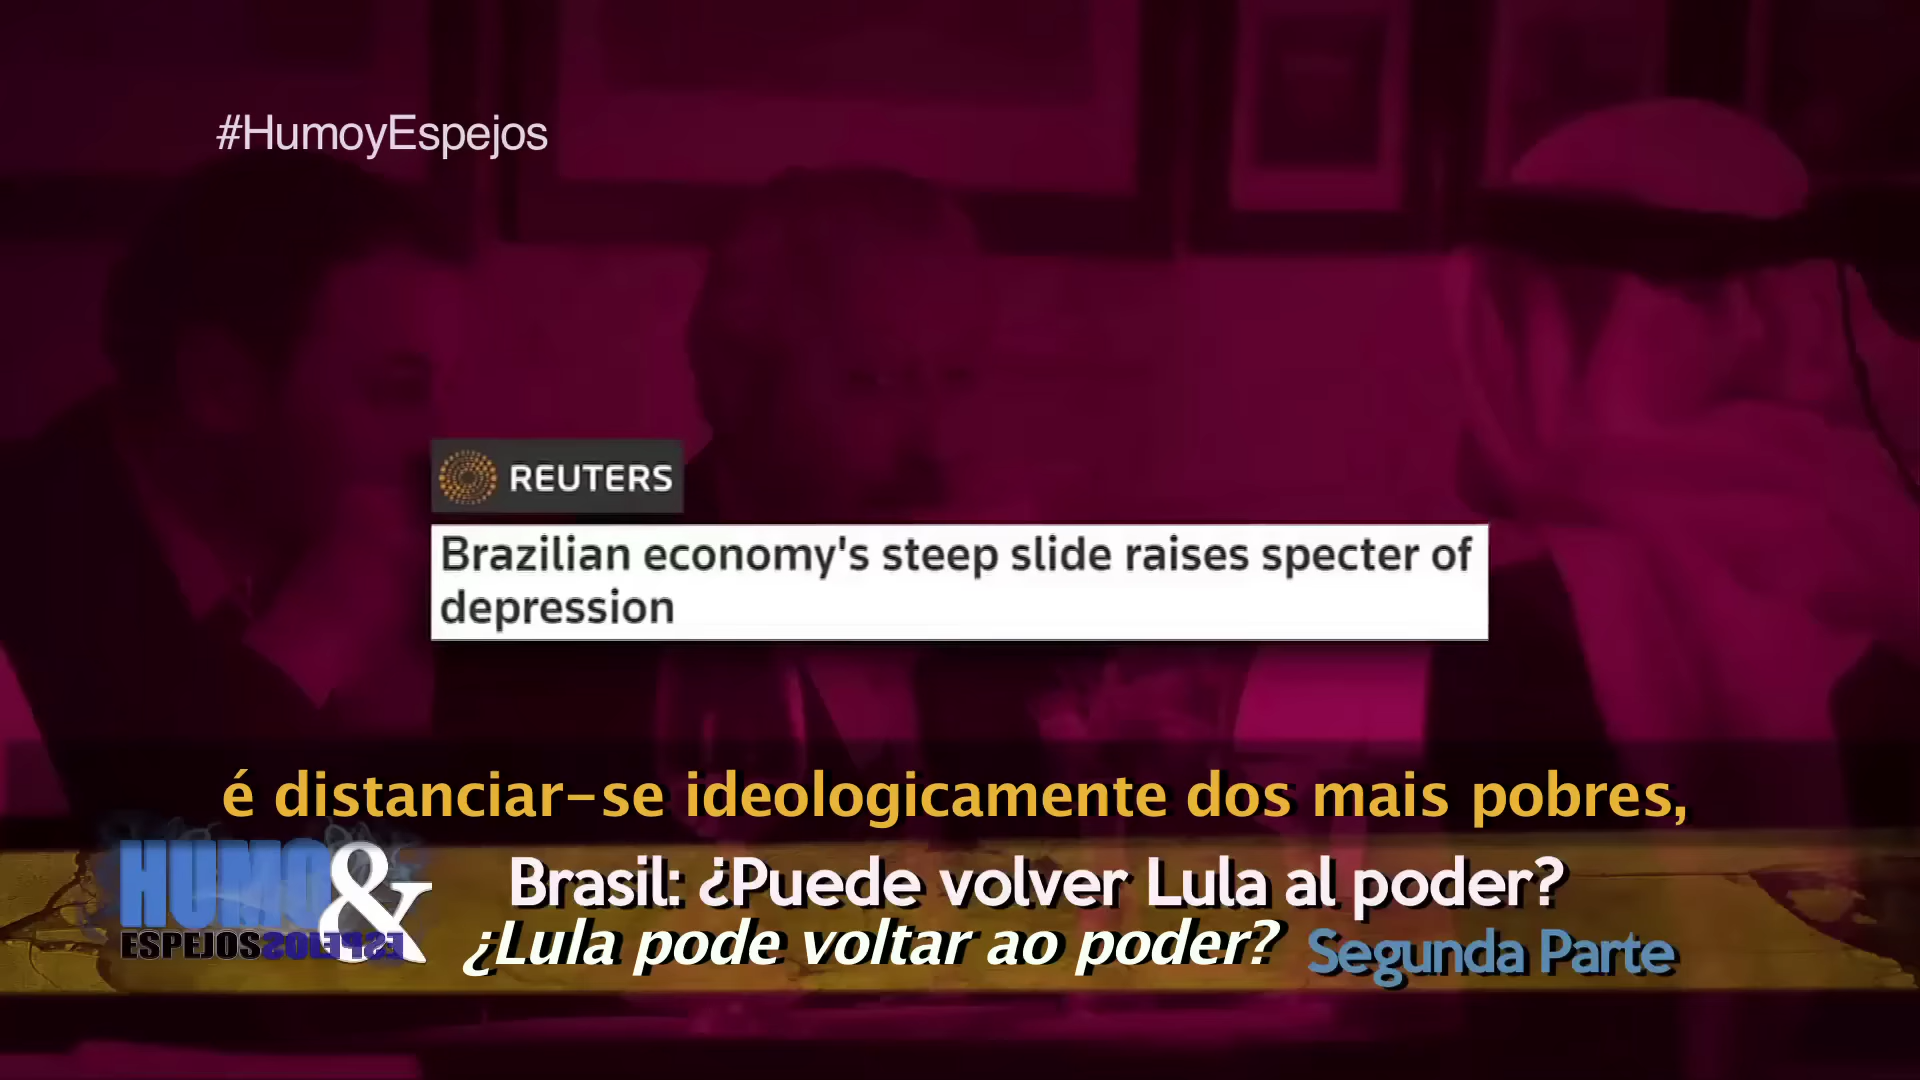 #HumoyEspejos
REUTERS
Brazilian economy's steep slide raises specter of
depression
é distanciar-se ideologicamente dos mais pobres,
HUMO&
ESPEJOS
Brasil: ¿Puede volver Lula al poder?
¿Lula pode voltar ao poder?
Segunda Parte